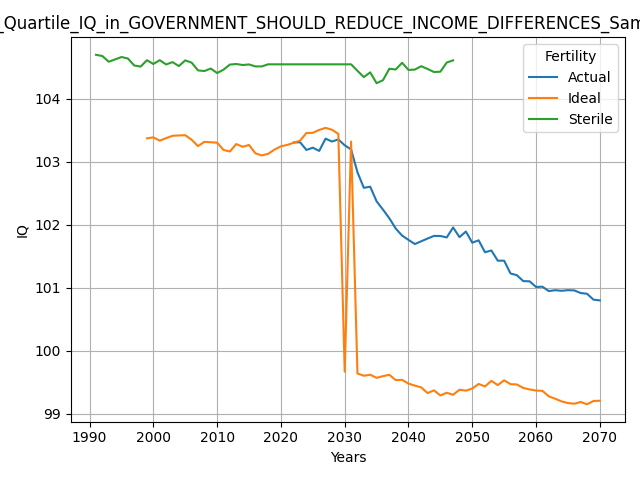 _Quartile_IQ_in_GOVERNMENT_SHOULD_REDUCE_INCOME_DIFFERENCES_Sam
Fertility
Actual
Ideal
Sterile
IQ
104
103
102
101
100
99
1990 2000 2010 2020 2030 2040 2050 2060 2070
Years